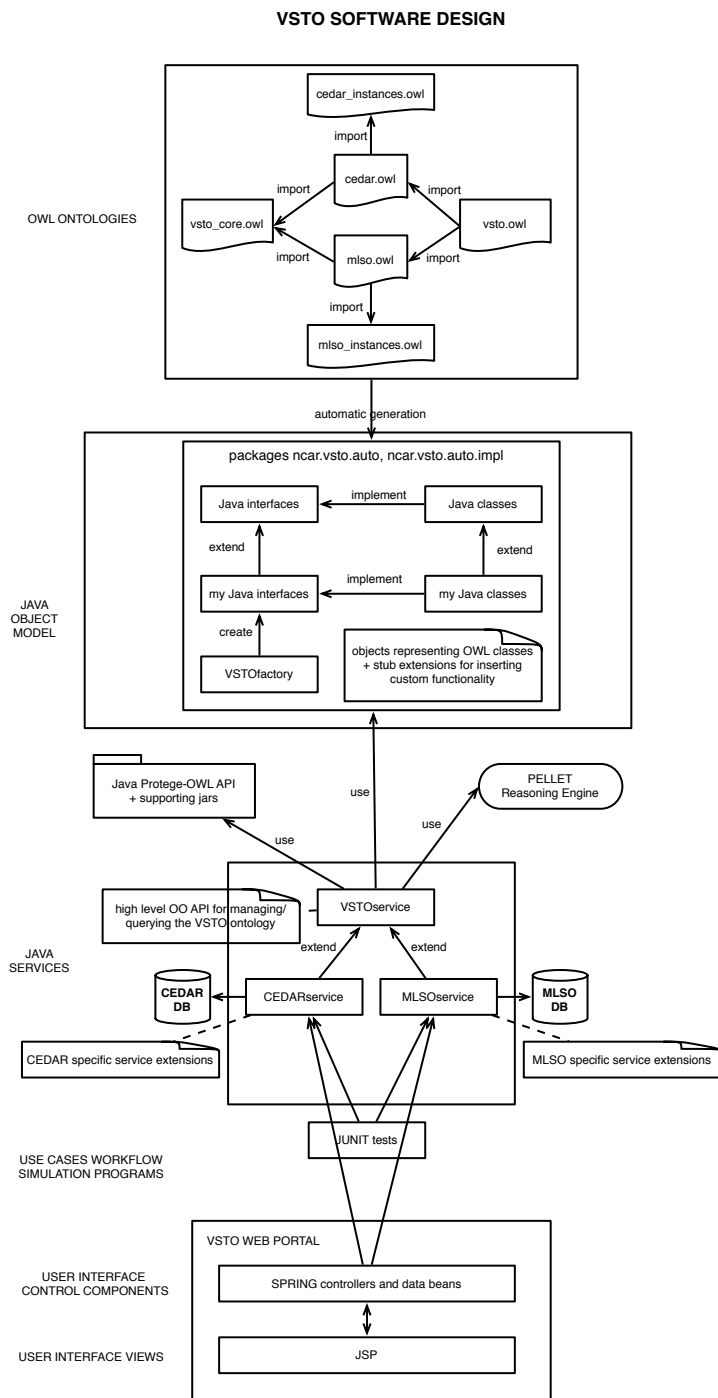 VSTO SOFTWARE DESIGN
cedar_instances.owl
import
cedar.owl
import
import
OWL ONTOLOGIES
vsto_core.owl
vsto.owl
mlso.owl
import
import
import
mlso_instances.owl
automatic generation
packages ncar.vsto.auto, ncar.vsto.auto.impl
Java interfaces
implement
Java classes
extend
extend
my Java interfaces
implement
my Java classes
JAVA
OBJECT
MODEL
create
VSTOfactory
objects representing OWL classes
+ stub extensions for inserting
custom functionality
Java Protege-OWL API
+ supporting jars
PELLET
Reasoning Engine
use
use
use
VSTOservice
high level OO API for managing/
querying the VSTO ontology
extend
extend
JAVA
SERVICES
CEDAR
DB
CEDARservice
MLSOservice
MLSO
DB
CEDAR specific service extensions
MLSO specific service extensions
JUNIT tests
USE CASES WORKFLOW
SIMULATION PROGRAMS
VSTO WEB PORTAL
USER INTERFACE
CONTROL COMPONENTS
SPRING controllers and data beans
USER INTERFACE VIEWS
JSP